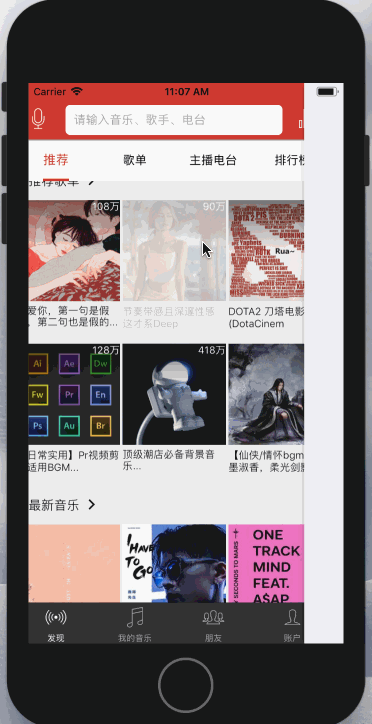 Carrier 11:07 AM
请输入音乐、歌手、电台
推荐 歌单 主播电台 排行榜
推荐歌单
108万 90万
爱你，第一句是假
，第二句也是假的...
节奏带感且深邃性感
这才系Deep
DOTA2 刀塔电影
(DotaCinem
Rua~
128万 418万
Ai Ae Dw
Fw Pr En
Ps Au Br
日常实用】Pr视频剪
适用BGM...
顶级潮店必备背景音
乐...
【仙侠/情怀bgm
墨淑香，柔光剑
最新音乐
I HAVE
TO GO
SECONDS TO MARS
ONE
TRACK
MIND
FEAT.
A$AP
发现 我的音乐 朋友 账户